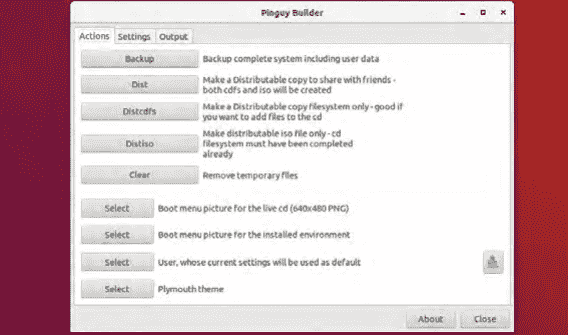 Pinguy Builder
Actions Settings Output
Backup Backup complete system including user data
Dist Make a Distributable copy to share with friends -
both cdfs and iso will be created
Distcdfs Make a Distributable copy filesystem only - good if
you want to add files to the cd
Distiso Make distributable iso file only - cd
filesystem must have been completed
already
Clear Remove temporary files
Select Boot menu picture for the live cd (640x480 PNG)
Select Boot menu picture for the installed environment
Select User, whose current settings will be used as default
Select Plymouth theme
About Close